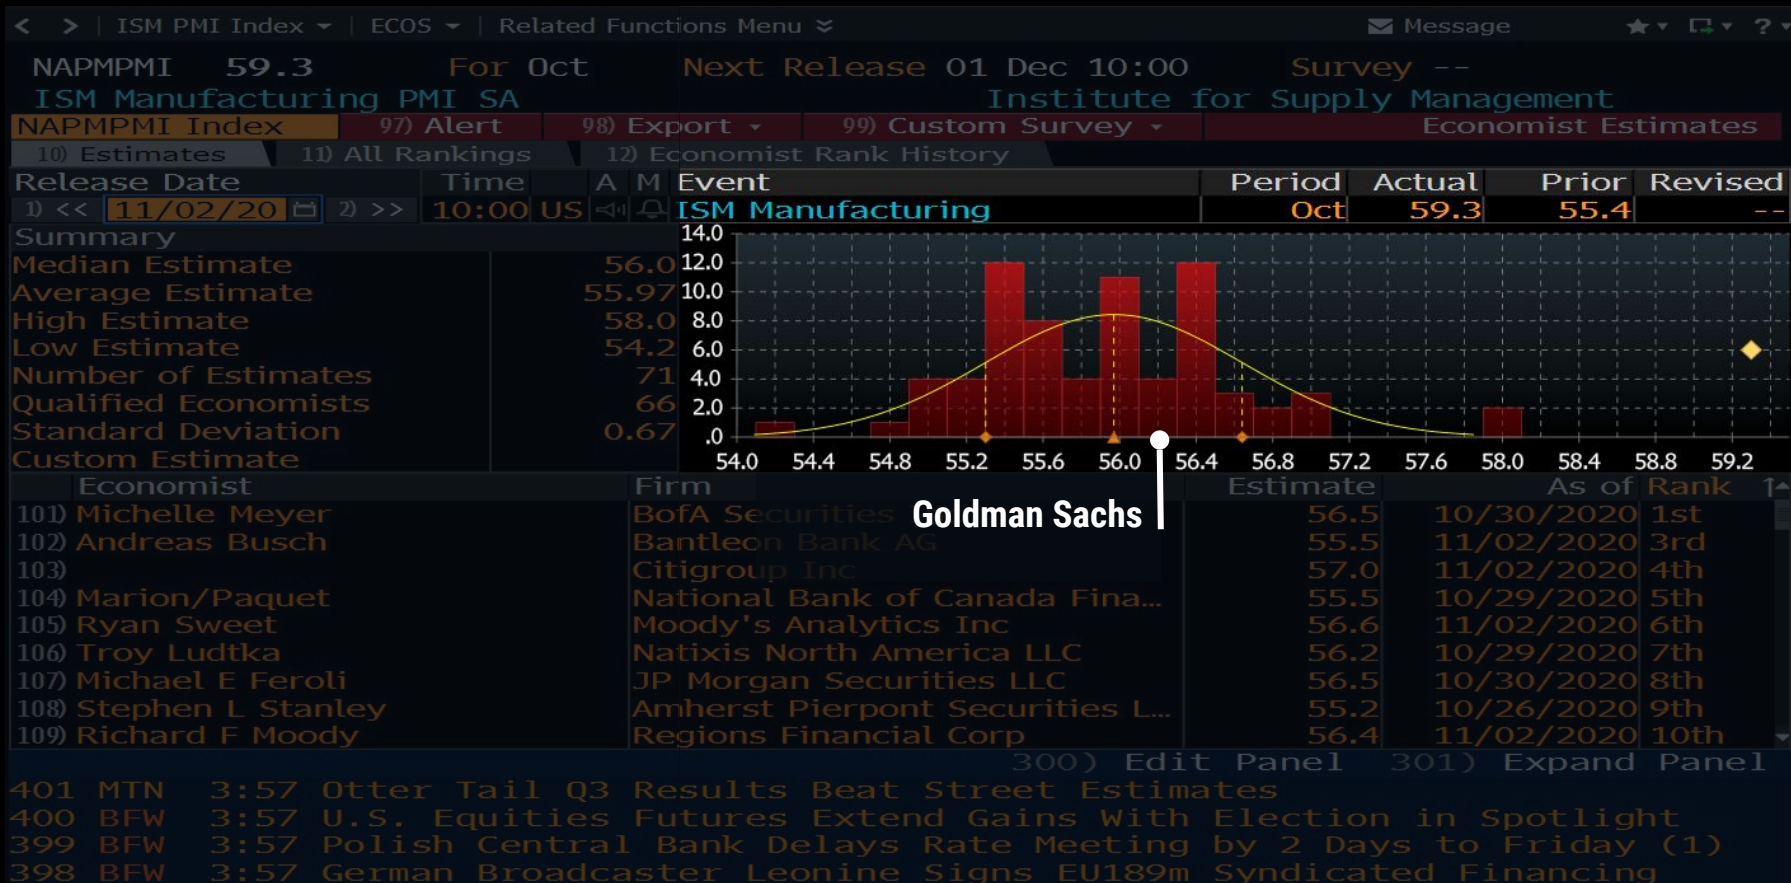 ISM PMI Index ECOS Related Functions Menu Message ?
NAPMPMI 59.3 For Oct Next Release 01 Dec 10:00 Survey --
ISM Manufacturing PMI SA Institute for Supply Management
NAPMPMI Index 97) Alert 98) Export 99) Custom Survey Economist Estimates
10) Estimates 11) All Rankings 12) Economist Rank History
Release Date Time A M Event Period Actual Prior Revised
1) << 11/02/20 2) >> 10:00 US ISM Manufacturing Oct 59.3 55.4 --
Summary
Median Estimate 56.0
Average Estimate 55.97
High Estimate 58.0
Low Estimate 54.2
Number of Estimates 71
Qualified Economists 66
Standard Deviation 0.67
Custom Estimate
14.0
12.0
10.0
8.0
6.0
4.0
2.0
.0
54.0 54.4 54.8 55.2 55.6 56.0 56.4 56.8 57.2 57.6 58.0 58.4 58.8 59.2
Goldman Sachs
Economist Firm Estimate As of Rank
101) Michelle Meyer BofA Securities 56.5 10/30/2020 1st
102) Andreas Busch Bantleon Bank AG 55.5 11/02/2020 3rd
103) Citigroup Inc 57.0 11/02/2020 4th
104) Marion/Paquet National Bank of Canada Fina... 55.5 10/29/2020 5th
105) Ryan Sweet Moody's Analytics Inc 56.6 11/02/2020 6th
106) Troy Ludtka Natixis North America LLC 56.2 10/29/2020 7th
107) Michael E Feroli JP Morgan Securities LLC 56.5 10/30/2020 8th
108) Stephen L Stanley Amherst Pierpont Securities L... 55.2 10/26/2020 9th
109) Richard F Moody Regions Financial Corp 56.4 11/02/2020 10th
300) Edit Panel 301) Expand Panel
401 MTN 3:57 Otter Tail Q3 Results Beat Street Estimates
400 BFW 3:57 U.S. Equities Futures Extend Gains With Election in Spotlight
399 BFW 3:57 Polish Central Bank Delays Rate Meeting by 2 Days to Friday (1)
398 BFW 3:57 German Broadcaster Leonine Signs EU189m Syndicated Financing